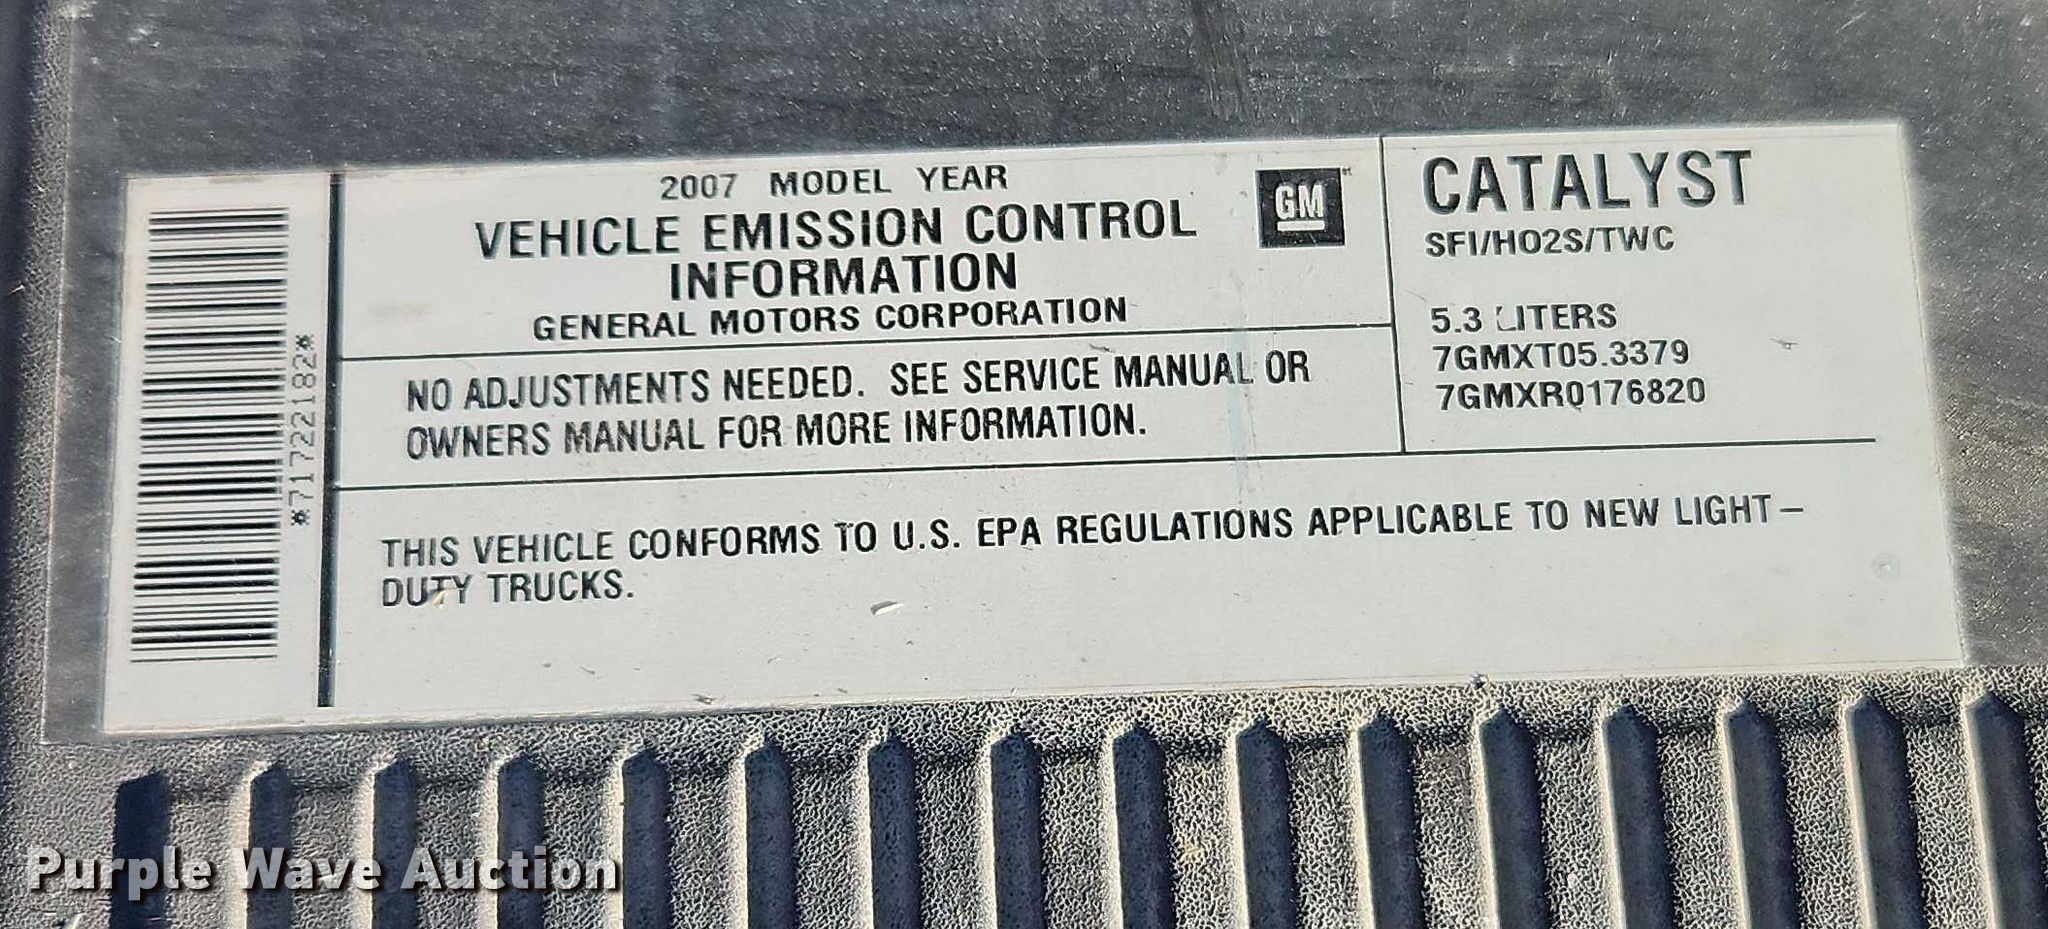 *71722182*
2007 MODEL YEAR
VEHICLE EMISSION CONTROL
INFORMATION
GENERAL MOTORS CORPORATION
GM
CATALYST
SFI/HO2S/TWC
5.3 LITERS
7GMXT05.3379
7GMXR0176820
NO ADJUSTMENTS NEEDED. SEE SERVICE MANUAL OR
OWNERS MANUAL FOR MORE INFORMATION.
THIS VEHICLE CONFORMS TO U.S. EPA REGULATIONS APPLICABLE TO NEW LIGHT-
DUTY TRUCKS.
Purple Wave Auction